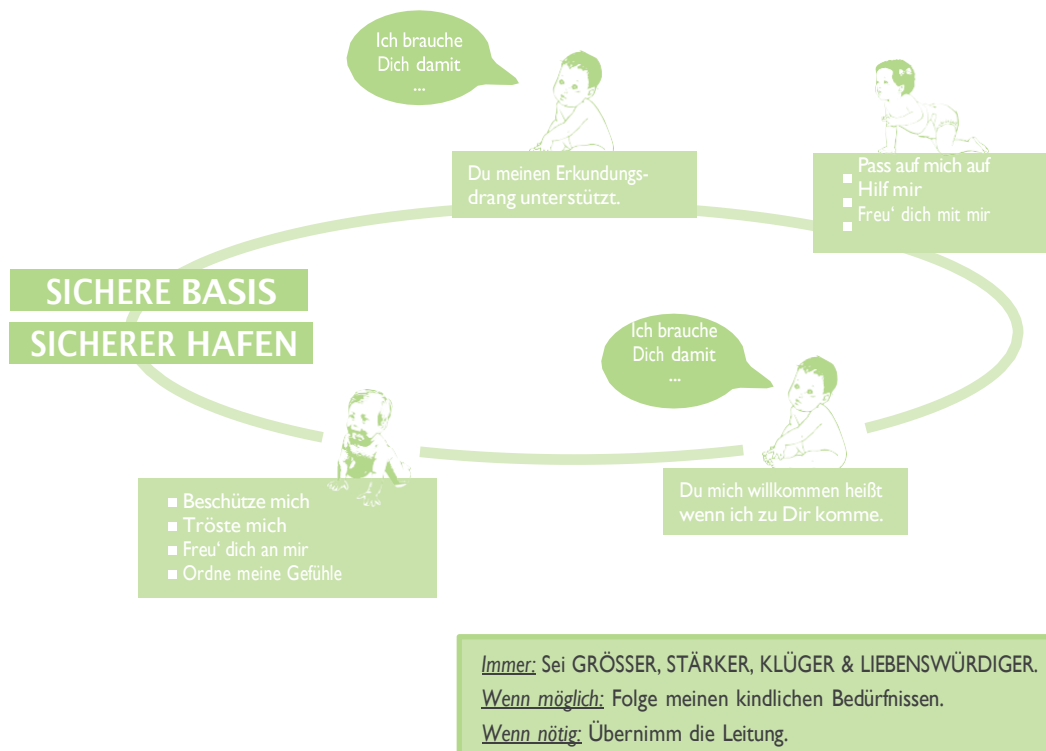 Ich brauche
Dich damit
...
Du meinen Erkundungs-
drang unterstützt.
■ Pass auf mich auf
■ Hilf mir
■ Freu‘ dich mit mir
SICHERE BASIS
SICHERER HAFEN
Ich brauche
Dich damit
...
Du mich willkommen heißt
wenn ich zu Dir komme.
■ Beschütze mich
■ Tröste mich
■ Freu‘ dich an mir
■ Ordne meine Gefühle
Immer: Sei GRÖSSER, STÄRKER, KLÜGER & LIEBENSWÜRDIGER.
Wenn möglich: Folge meinen kindlichen Bedürfnissen.
Wenn nötig: Übernimm die Leitung.